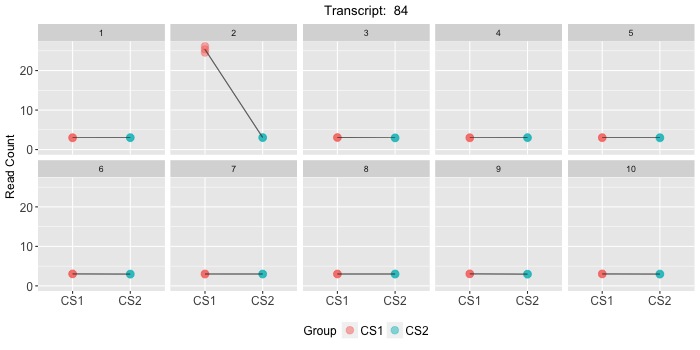 Transcript: 84
1 2 3 4 5
20
10
0
Read Count
6 7 8 9 10
20
10
0
CS1 CS2 CS1 CS2 CS1 CS2 CS1 CS2 CS1 CS2
Group CS1 CS2